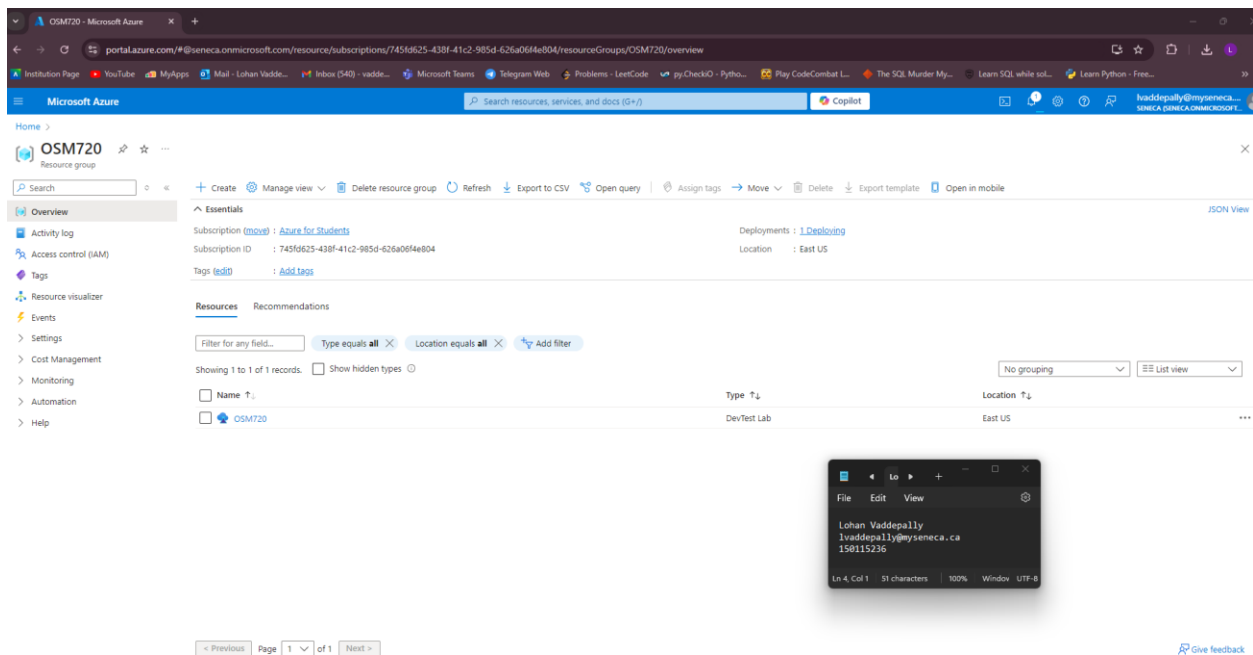 OSM720 - Microsoft Azure
portal.azure.com/#@seneca.onmicrosoft.com/resource/subscriptions/745fd625-438f-41c2-985d-626a06f4e804/resourceGroups/OSM720/overview
Institution Page YouTube MyApps Mail - Lohan Vadde... Inbox (540) - vadde... Microsoft Teams Telegram Web Problems - LeetCode py.CheckiO - Pytho... Play CodeCombat L... The SQL Murder My... Learn SQL while sol... Learn Python - Free... »
Microsoft Azure Search resources, services, and docs (G+/) Copilot 1 lvaddepally@myseneca....
SENECA (SENECA.ONMICROSOFT...
Home >
OSM720
Resource group
Search Create Manage view Delete resource group Refresh Export to CSV Open query Assign tags Move Delete Export template Open in mobile
Overview Essentials JSON View
Activity log Subscription (move) : Azure for Students Deployments : 1 Deploying
Access control (IAM) Subscription ID : 745fd625-438f-41c2-985d-626a06f4e804 Location : East US
Tags Tags (edit) : Add tags
Resource visualizer
Events Resources Recommendations
Settings Filter for any field... Type equals all Location equals all Add filter
Cost Management Showing 1 to 1 of 1 records. Show hidden types No grouping List view
Monitoring
Automation Name Type Location
Help OSM720 DevTest Lab East US
Lo
File Edit View
Lohan Vaddepally
lvaddepally@myseneca.ca
150115236
Ln 4, Col 1 51 characters 100% Window UTF-8
< Previous Page 1 of 1 Next > Give feedback